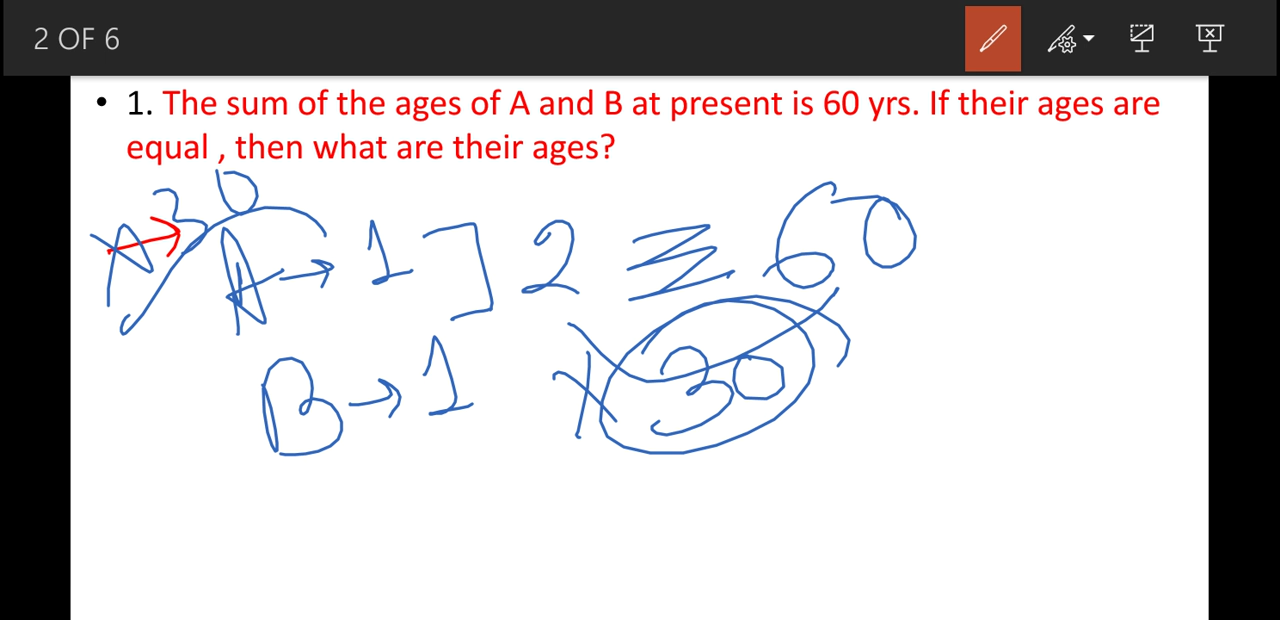 2 OF 6
• 1. The sum of the ages of A and B at present is 60 yrs. If their ages are
equal , then what are their ages?
A → 30
A → 1 ] 2 = 60
B → 1 × 30